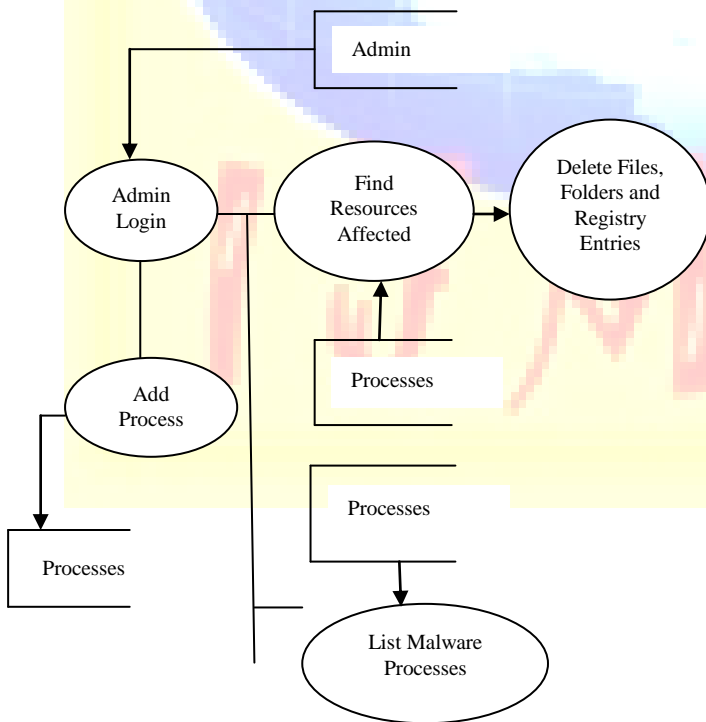 Admin
Admin
Login
Find
Resources
Affected
Delete Files,
Folders and
Registry
Entries
Processes
Add
Process
Processes
Processes
List Malware
Processes